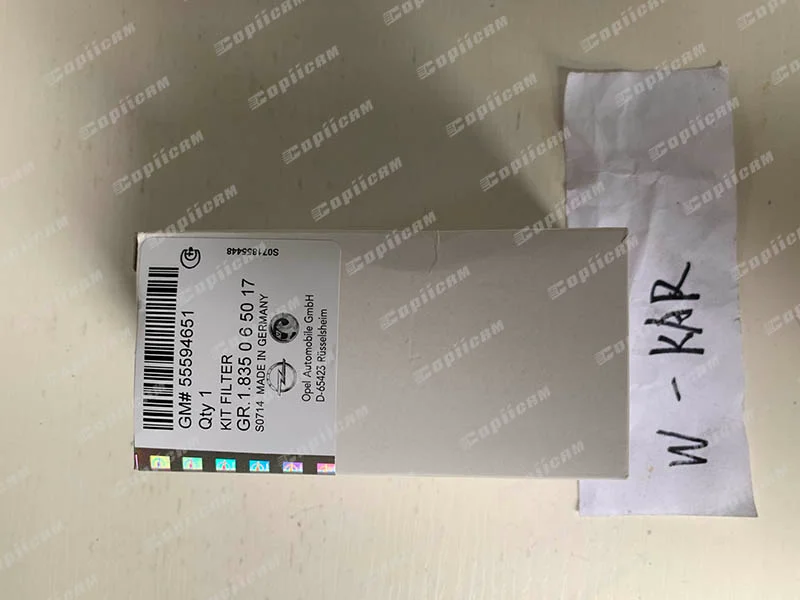 GM# 55594651
Qty 1
KIT FILTER
GR.1.835 0 6 50 17
S0714 MADE IN GERMANY
Opel Automobile GmbH
D-65423 Rüsselsheim
S071855448
W - KAR
Copiicam